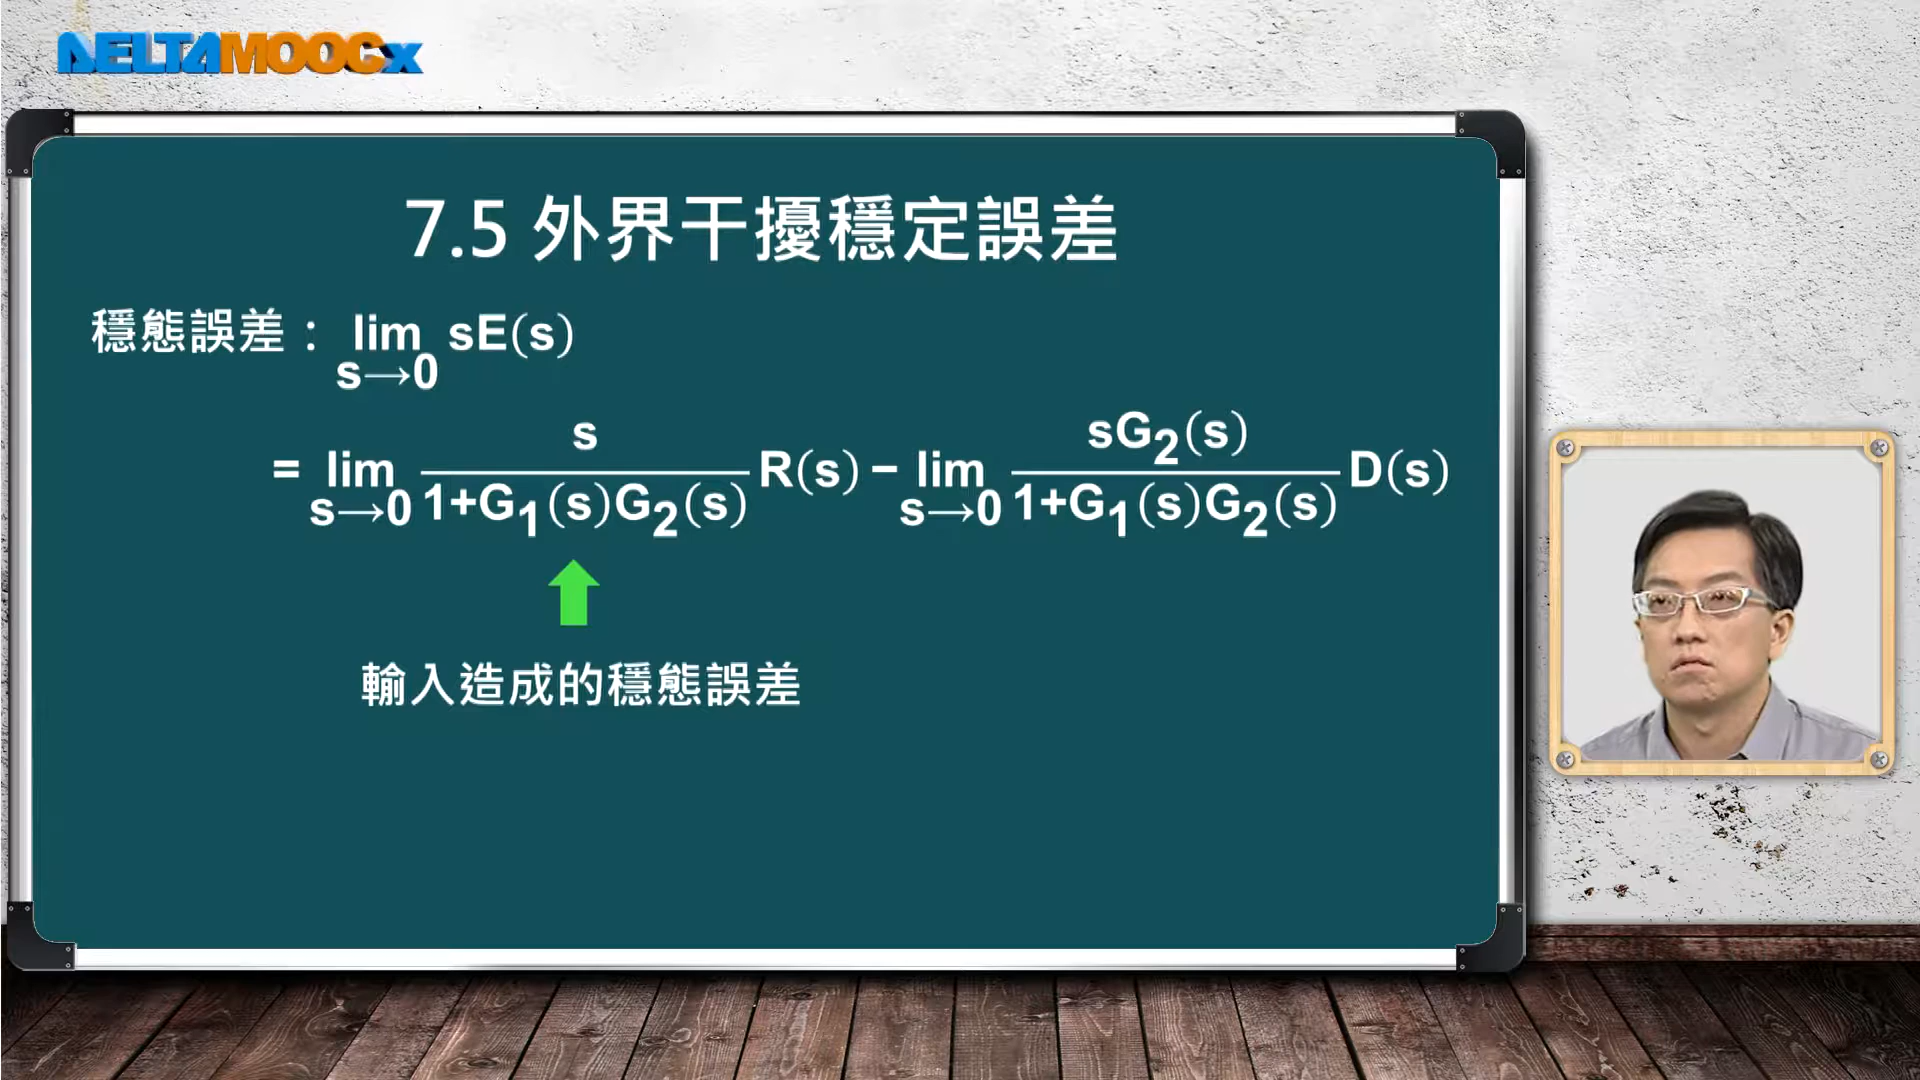 DELTAMOOCx
7.5 外界干擾穩定誤差
穩態誤差： lim s→0 sE(s)
= lim s→0 s / 1+G₁(s)G₂(s) R(s) − lim s→0 sG₂(s) / 1+G₁(s)G₂(s) D(s)
輸入造成的穩態誤差